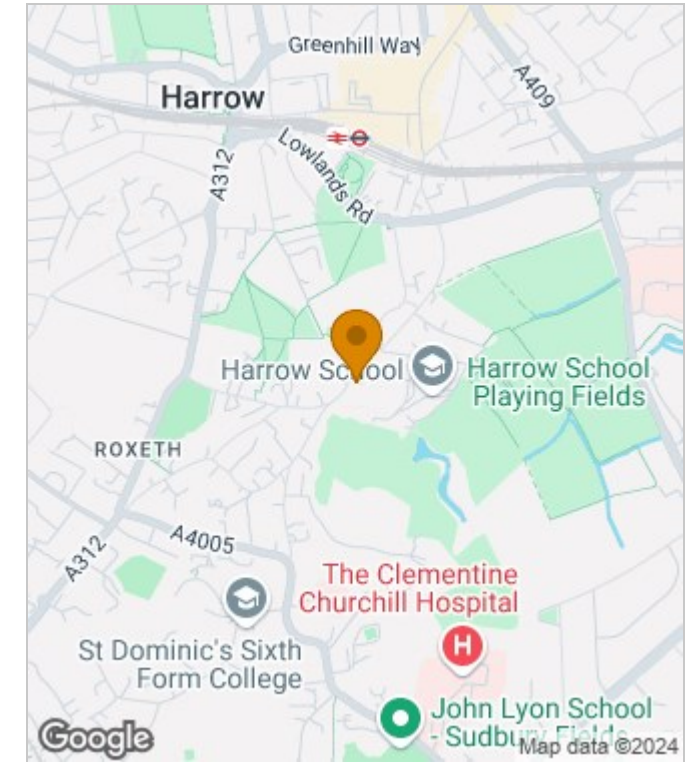 Greenhill Way
Harrow
A409
A312
Lowlands Rd
Harrow School
Harrow School
Playing Fields
ROXETH
A312
A4005
The Clementine
Churchill Hospital
H
St Dominic's Sixth
Form College
John Lyon School
- Sudbury Fields
Google
Map data ©2024